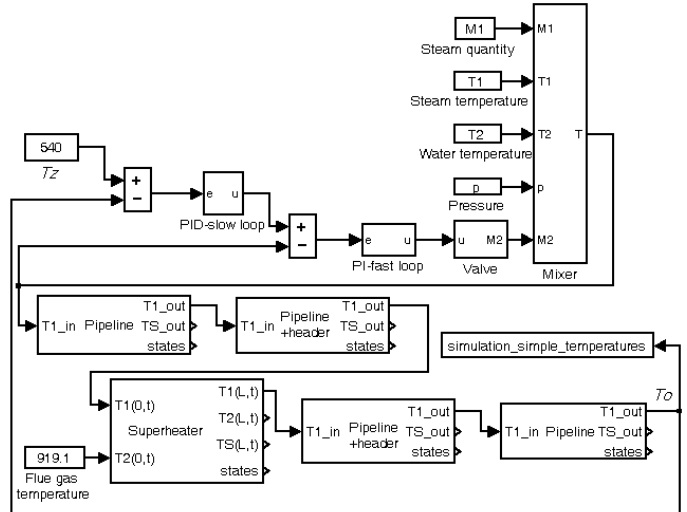 M1
M1
Steam quantity
T1
T1
Steam temperature
T2
T2
T
Water temperature
p
p
Pressure
540
Tz
+
−
e
u
PID-slow loop
+
−
e
u
PI-fast loop
u
M2
Valve
M2
Mixer
T1_in
Pipeline
T1_out
TS_out
states
T1_in
Pipeline
+header
T1_out
TS_out
states
simulation_simple_temperatures
To
T1(0,t)
Superheater
T2(0,t)
T1(L,t)
T2(L,t)
TS(L,t)
states
919.1
Flue gas
temperature
T1_in
Pipeline
+header
T1_out
TS_out
states
T1_in
Pipeline
T1_out
TS_out
states